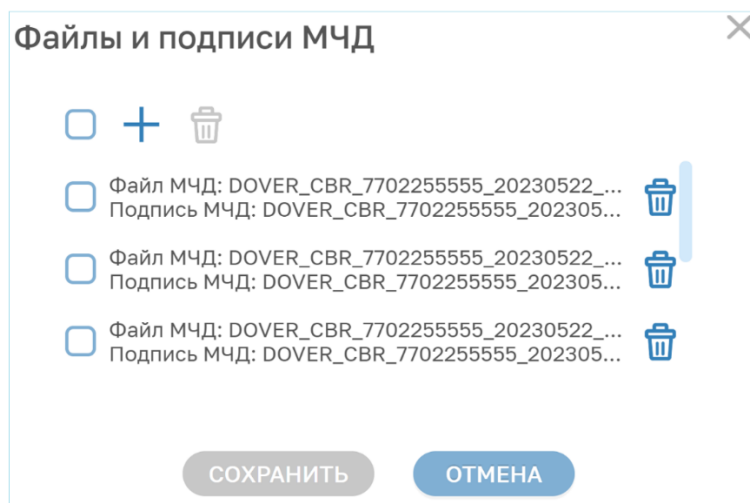 Файлы и подписи МЧД
Файл МЧД: DOVER_CBR_7702255555_20230522_...
Подпись МЧД: DOVER_CBR_7702255555_202305...
Файл МЧД: DOVER_CBR_7702255555_20230522_...
Подпись МЧД: DOVER_CBR_7702255555_202305...
Файл МЧД: DOVER_CBR_7702255555_20230522_...
Подпись МЧД: DOVER_CBR_7702255555_202305...
СОХРАНИТЬ ОТМЕНА